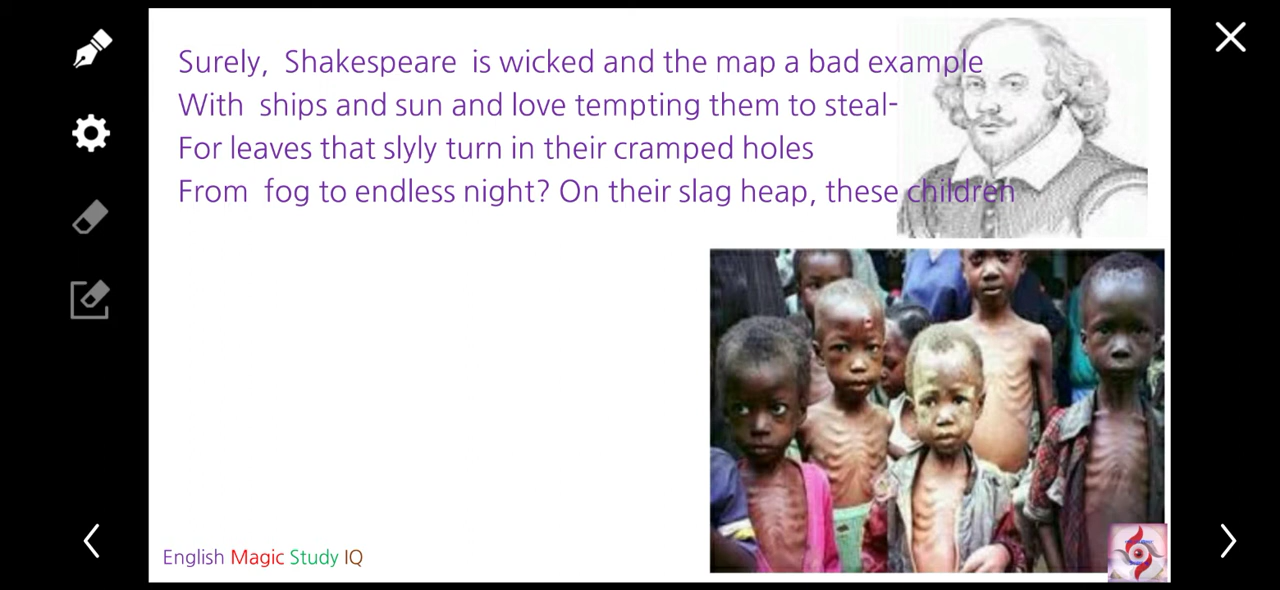 Surely, Shakespeare is wicked and the map a bad example
With ships and sun and love tempting them to steal-
For leaves that slyly turn in their cramped holes
From fog to endless night? On their slag heap, these children
English Magic Study IQ